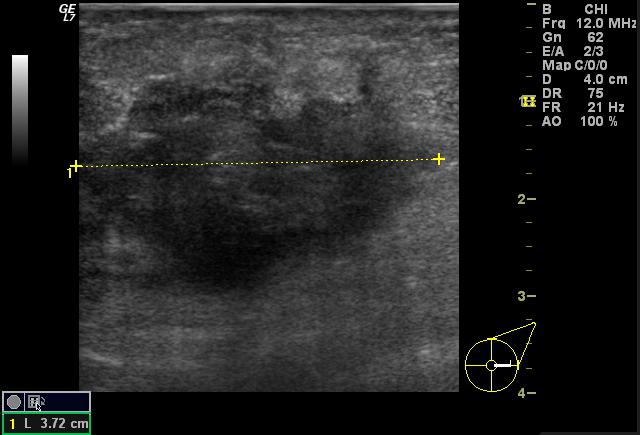 GE
L7
B CHI
Frq 12.0 MHz
Gn 62
E/A 2/3
Map C/0/0
D 4.0 cm
DR 75
FR 21 Hz
AO 100 %
1
2
3
4
1
1 L 3.72 cm